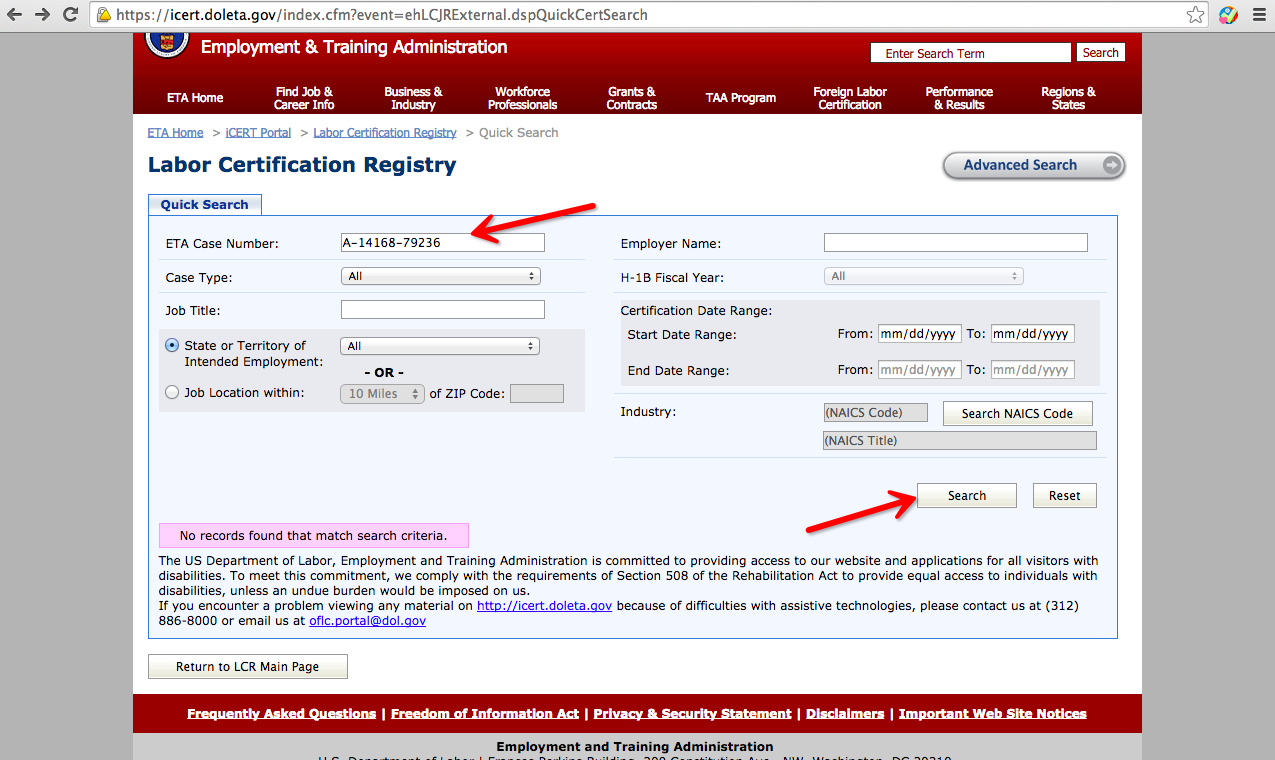 https://icert.doleta.gov/index.cfm?event=ehLCJRExternal.dspQuickCertSearch
Employment & Training Administration
Enter Search Term
Search
ETA Home
Find Job & Career Info
Business & Industry
Workforce Professionals
Grants & Contracts
TAA Program
Foreign Labor Certification
Performance & Results
Regions & States
ETA Home > iCERT Portal > Labor Certification Registry > Quick Search
Labor Certification Registry
Advanced Search
Quick Search
ETA Case Number: A-14168-79236
Employer Name:
Case Type: All
H-1B Fiscal Year: All
Job Title:
Certification Date Range:
Start Date Range: From: mm/dd/yyyy To: mm/dd/yyyy
State or Territory of Intended Employment: All
- OR -
End Date Range: From: mm/dd/yyyy To: mm/dd/yyyy
Job Location within: 10 Miles of ZIP Code:
Industry: (NAICS Code) Search NAICS Code
(NAICS Title)
Search Reset
No records found that match search criteria.
The US Department of Labor, Employment and Training Administration is committed to providing access to our website and applications for all visitors with
disabilities. To meet this commitment, we comply with the requirements of Section 508 of the Rehabilitation Act to provide equal access to individuals with
disabilities, unless an undue burden would be imposed on us.
If you encounter a problem viewing any material on http://icert.doleta.gov because of difficulties with assistive technologies, please contact us at (312)
886-8000 or email us at oflc.portal@dol.gov
Return to LCR Main Page
Frequently Asked Questions | Freedom of Information Act | Privacy & Security Statement | Disclaimers | Important Web Site Notices
Employment and Training Administration